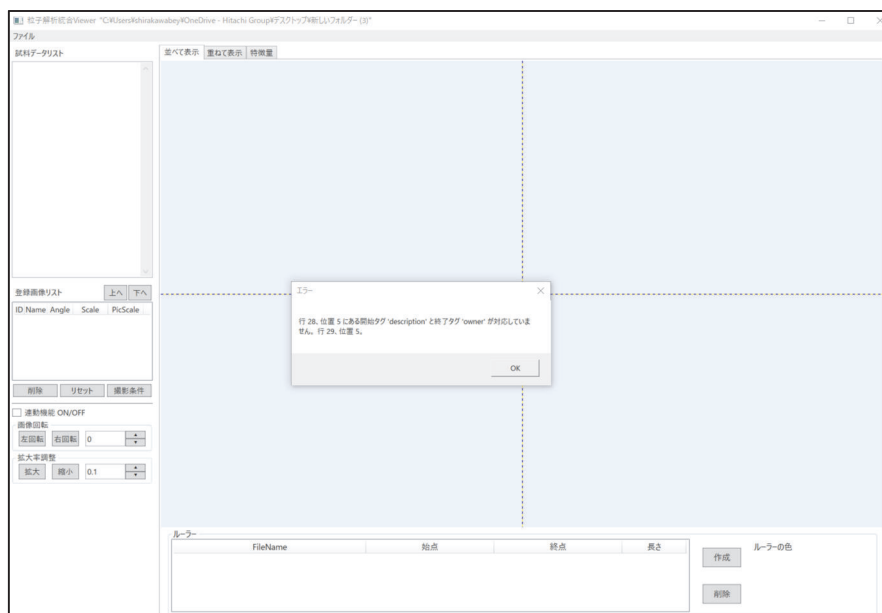 粒子解析統合Viewer "C:¥Users¥shirakawabey¥OneDrive - Hitachi Group¥デスクトップ¥新しいフォルダー (3)"
ファイル
試料データリスト
並べて表示 重ねて表示 特徴量
登録画像リスト 上へ 下へ
ID Name Angle Scale PicScale
削除 リセット 撮影条件
連動機能 ON/OFF
画像回転
左回転 右回転 0
拡大率調整
拡大 縮小 0.1
エラー
行 28、位置 5 にある開始タグ 'description' と終了タグ 'owner' が対応していま
せん。行 29、位置 5。
OK
ルーラー
FileName 始点 終点 長さ
作成
ルーラーの色
削除